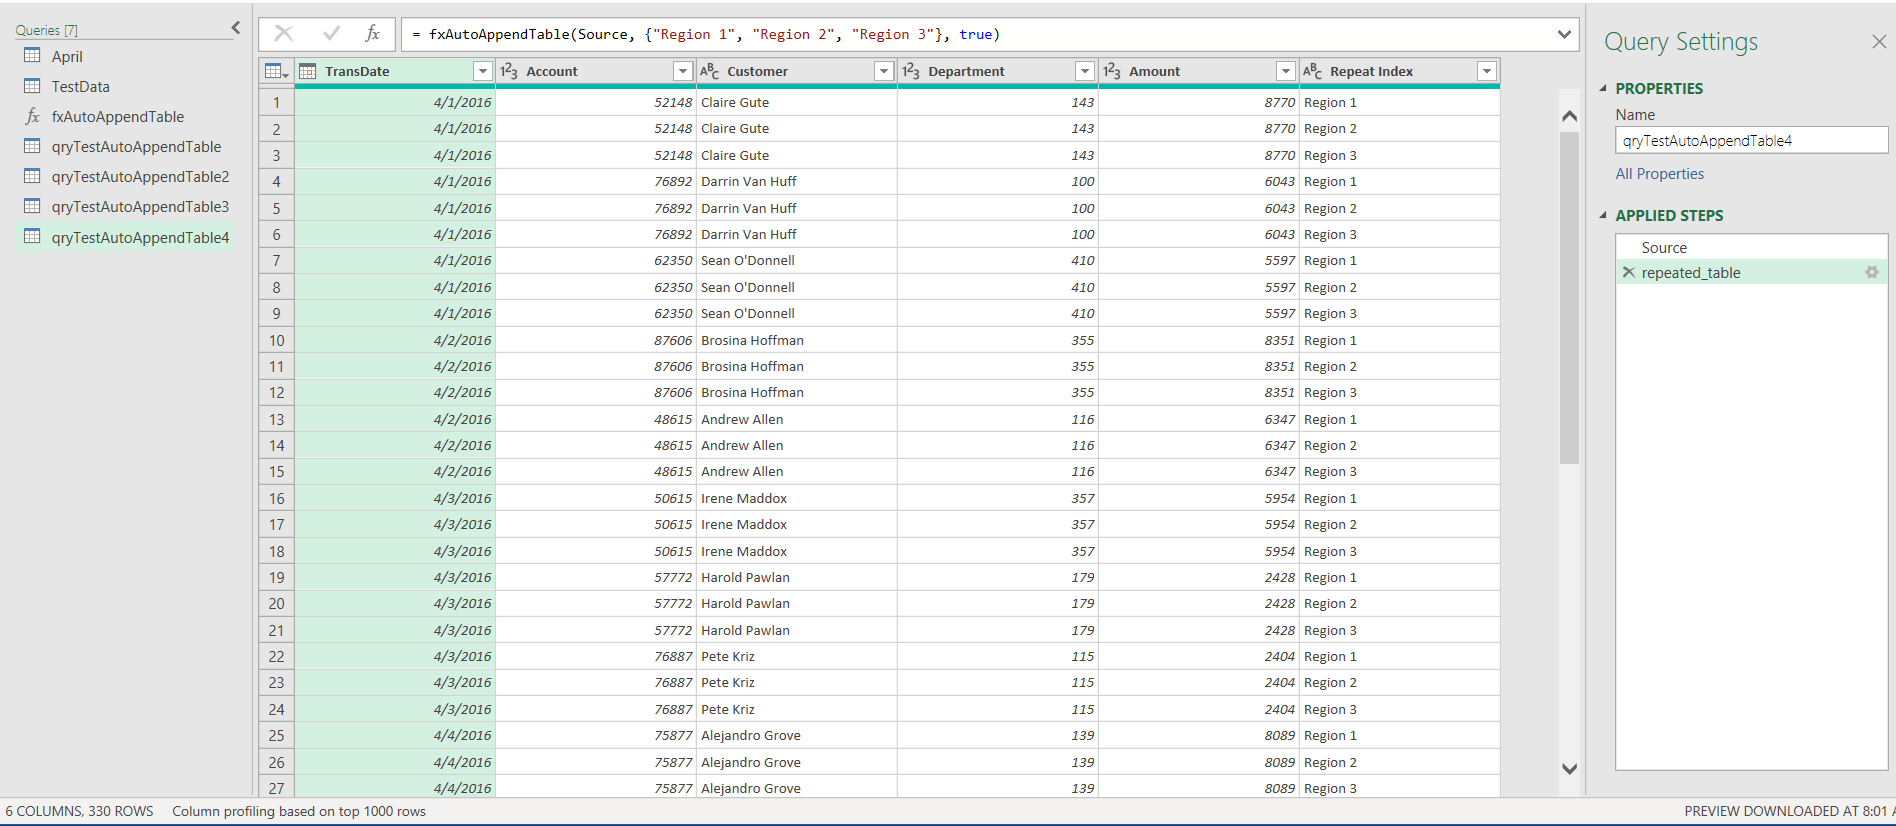 Queries [7]
April
TestData
fx fxAutoAppendTable
qryTestAutoAppendTable
qryTestAutoAppendTable2
qryTestAutoAppendTable3
qryTestAutoAppendTable4
fx = fxAutoAppendTable(Source, {"Region 1", "Region 2", "Region 3"}, true)
TransDate 123 Account ABC Customer 123 Department 123 Amount ABC Repeat Index
1 4/1/2016 52148 Claire Gute 143 8770 Region 1
2 4/1/2016 52148 Claire Gute 143 8770 Region 2
3 4/1/2016 52148 Claire Gute 143 8770 Region 3
4 4/1/2016 76892 Darrin Van Huff 100 6043 Region 1
5 4/1/2016 76892 Darrin Van Huff 100 6043 Region 2
6 4/1/2016 76892 Darrin Van Huff 100 6043 Region 3
7 4/1/2016 62350 Sean O'Donnell 410 5597 Region 1
8 4/1/2016 62350 Sean O'Donnell 410 5597 Region 2
9 4/1/2016 62350 Sean O'Donnell 410 5597 Region 3
10 4/2/2016 87606 Brosina Hoffman 355 8351 Region 1
11 4/2/2016 87606 Brosina Hoffman 355 8351 Region 2
12 4/2/2016 87606 Brosina Hoffman 355 8351 Region 3
13 4/2/2016 48615 Andrew Allen 116 6347 Region 1
14 4/2/2016 48615 Andrew Allen 116 6347 Region 2
15 4/2/2016 48615 Andrew Allen 116 6347 Region 3
16 4/3/2016 50615 Irene Maddox 357 5954 Region 1
17 4/3/2016 50615 Irene Maddox 357 5954 Region 2
18 4/3/2016 50615 Irene Maddox 357 5954 Region 3
19 4/3/2016 57772 Harold Pawlan 179 2428 Region 1
20 4/3/2016 57772 Harold Pawlan 179 2428 Region 2
21 4/3/2016 57772 Harold Pawlan 179 2428 Region 3
22 4/3/2016 76887 Pete Kriz 115 2404 Region 1
23 4/3/2016 76887 Pete Kriz 115 2404 Region 2
24 4/3/2016 76887 Pete Kriz 115 2404 Region 3
25 4/4/2016 75877 Alejandro Grove 139 8089 Region 1
26 4/4/2016 75877 Alejandro Grove 139 8089 Region 2
27 4/4/2016 75877 Alejandro Grove 139 8089 Region 3
Query Settings
PROPERTIES
Name
qryTestAutoAppendTable4
All Properties
APPLIED STEPS
Source
repeated_table
6 COLUMNS, 330 ROWS Column profiling based on top 1000 rows
PREVIEW DOWNLOADED AT 8:01 A